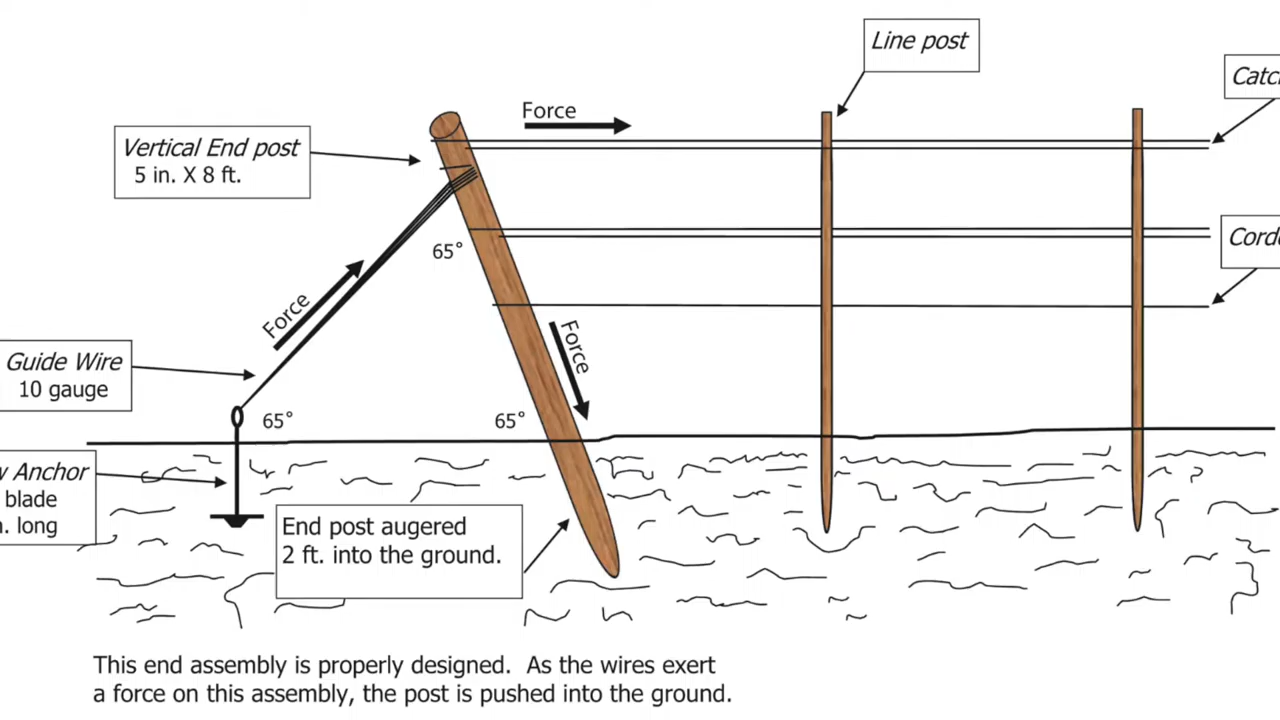 Line post
Force
Catc
Vertical End post
5 in. X 8 ft.
65°
Cord
Force
Force
Guide Wire
10 gauge
65°
65°
w Anchor
blade
n. long
End post augered
2 ft. into the ground.
This end assembly is properly designed. As the wires exert
a force on this assembly, the post is pushed into the ground.